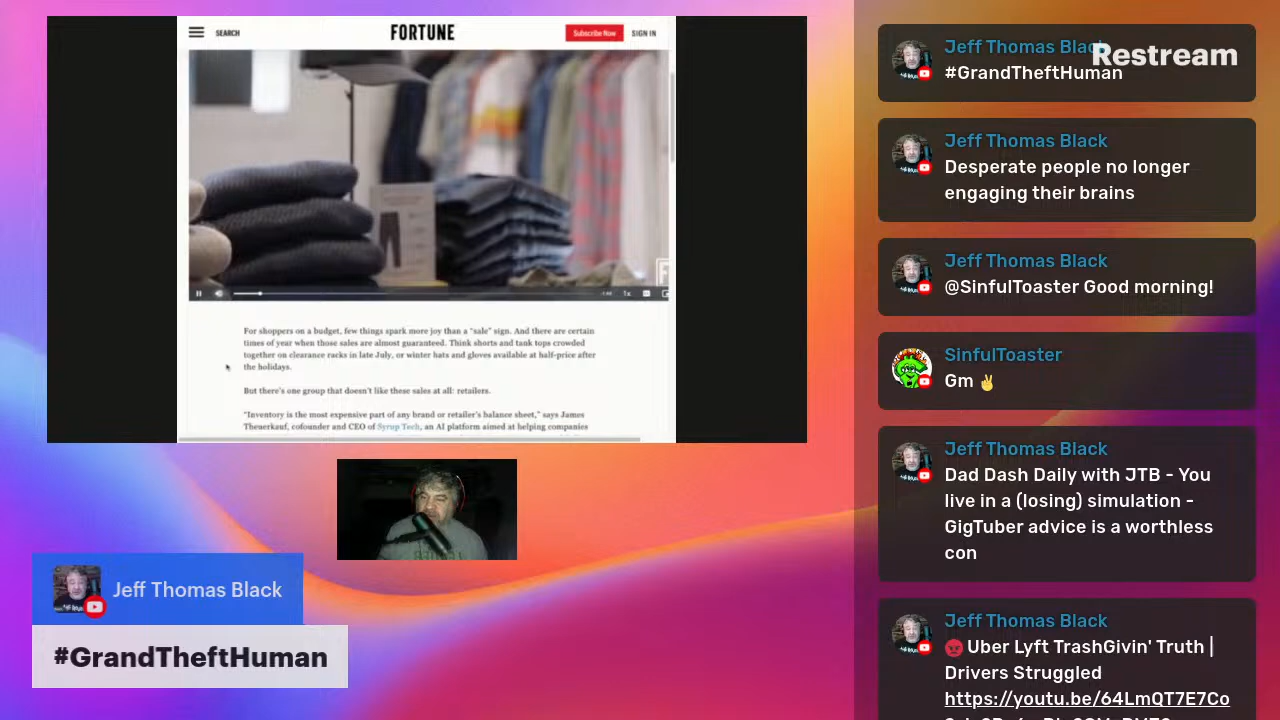 SEARCH
FORTUNE
Subscribe Now
SIGN IN
1x
For shoppers on a budget, few things spark more joy than a “sale” sign. And there are certain
times of year when those sales are almost guaranteed. Think shorts and tank tops crowded
together on clearance racks in late July, or winter hats and gloves available at half-price after
the holidays.
But there’s one group that doesn’t like these sales at all: retailers.
“Inventory is the most expensive part of any brand or retailer’s balance sheet,” says James
Theuerkauf, cofounder and CEO of Syrup Tech, an AI platform aimed at helping companies
Jeff Thomas Black
#GrandTheftHuman
Restream
Jeff Thomas Black
#GrandTheftHuman
Jeff Thomas Black
Desperate people no longer
engaging their brains
Jeff Thomas Black
@SinfulToaster Good morning!
SinfulToaster
Gm ✌
Jeff Thomas Black
Dad Dash Daily with JTB - You
live in a (losing) simulation -
GigTuber advice is a worthless
con
Jeff Thomas Black
😡 Uber Lyft TrashGivin' Truth |
Drivers Struggled
https://youtu.be/64LmQT7E7Co